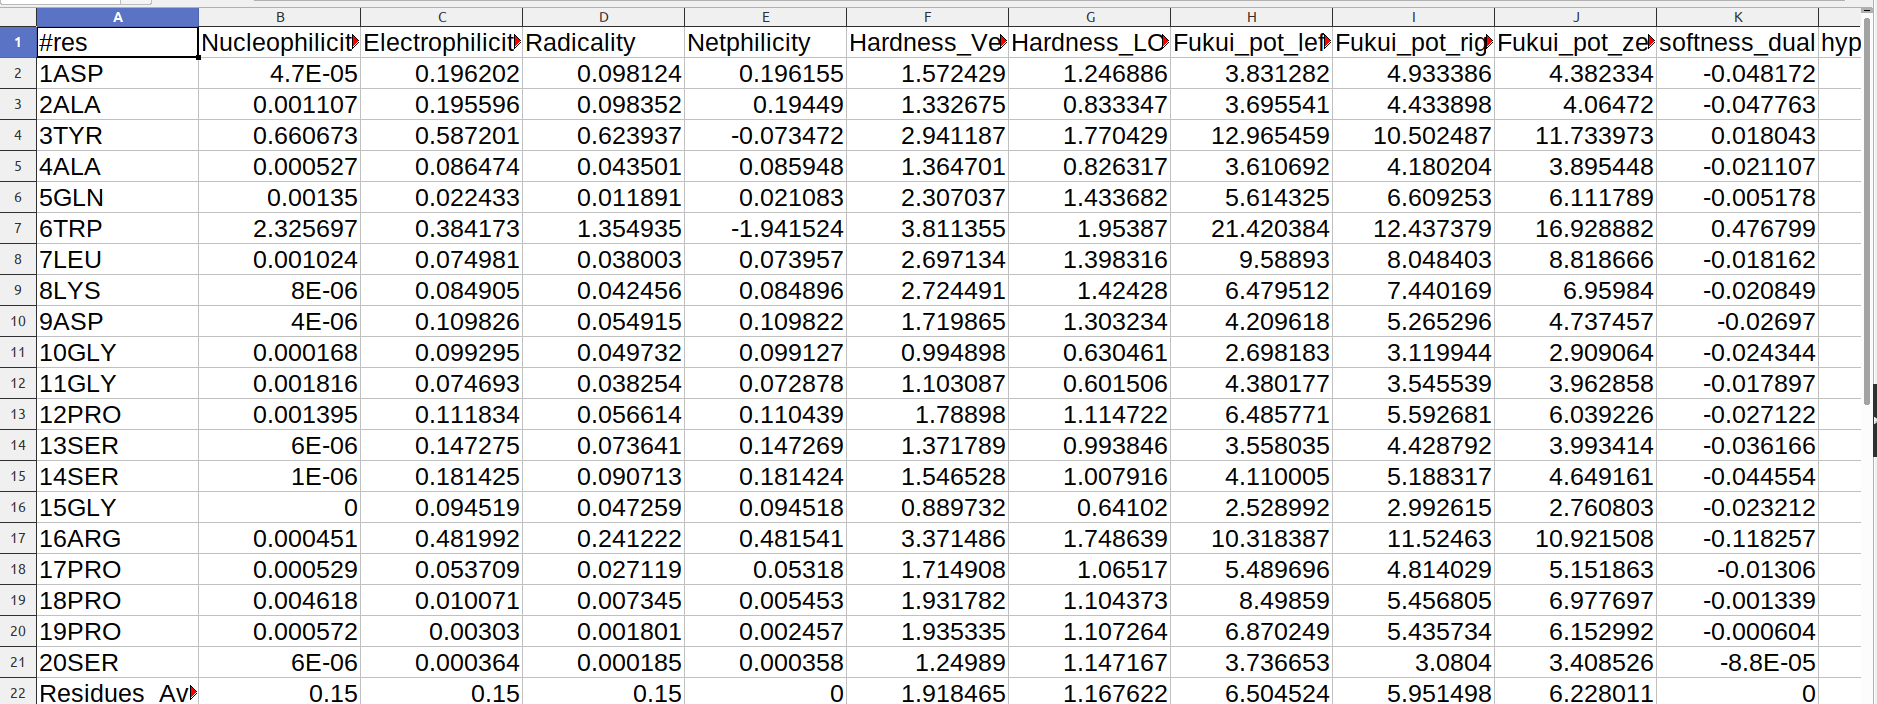 A B C D E F G H I J K
1 #res Nucleophilicit Electrophilicit Radicality Netphilicity Hardness_Ve Hardness_LC Fukui_pot_lef Fukui_pot_rig Fukui_pot_ze softness_dual hyp
2 1ASP 4.7E-05 0.196202 0.098124 0.196155 1.572429 1.246886 3.831282 4.933386 4.382334 -0.048172
3 2ALA 0.001107 0.195596 0.098352 0.19449 1.332675 0.833347 3.695541 4.433898 4.06472 -0.047763
4 3TYR 0.660673 0.587201 0.623937 -0.073472 2.941187 1.770429 12.965459 10.502487 11.733973 0.018043
5 4ALA 0.000527 0.086474 0.043501 0.085948 1.364701 0.826317 3.610692 4.180204 3.895448 -0.021107
6 5GLN 0.00135 0.022433 0.011891 0.021083 2.307037 1.433682 5.614325 6.609253 6.111789 -0.005178
7 6TRP 2.325697 0.384173 1.354935 -1.941524 3.811355 1.95387 21.420384 12.437379 16.928882 0.476799
8 7LEU 0.001024 0.074981 0.038003 0.073957 2.697134 1.398316 9.58893 8.048403 8.818666 -0.018162
9 8LYS 8E-06 0.084905 0.042456 0.084896 2.724491 1.42428 6.479512 7.440169 6.95984 -0.020849
10 9ASP 4E-06 0.109826 0.054915 0.109822 1.719865 1.303234 4.209618 5.265296 4.737457 -0.02697
11 10GLY 0.000168 0.099295 0.049732 0.099127 0.994898 0.630461 2.698183 3.119944 2.909064 -0.024344
12 11GLY 0.001816 0.074693 0.038254 0.072878 1.103087 0.601506 4.380177 3.545539 3.962858 -0.017897
13 12PRO 0.001395 0.111834 0.056614 0.110439 1.78898 1.114722 6.485771 5.592681 6.039226 -0.027122
14 13SER 6E-06 0.147275 0.073641 0.147269 1.371789 0.993846 3.558035 4.428792 3.993414 -0.036166
15 14SER 1E-06 0.181425 0.090713 0.181424 1.546528 1.007916 4.110005 5.188317 4.649161 -0.044554
16 15GLY 0 0.094519 0.047259 0.094518 0.889732 0.64102 2.528992 2.992615 2.760803 -0.023212
17 16ARG 0.000451 0.481992 0.241222 0.481541 3.371486 1.748639 10.318387 11.52463 10.921508 -0.118257
18 17PRO 0.000529 0.053709 0.027119 0.05318 1.714908 1.06517 5.489696 4.814029 5.151863 -0.01306
19 18PRO 0.004618 0.010071 0.007345 0.005453 1.931782 1.104373 8.49859 5.456805 6.977697 -0.001339
20 19PRO 0.000572 0.00303 0.001801 0.002457 1.935335 1.107264 6.870249 5.435734 6.152992 -0.000604
21 20SER 6E-06 0.000364 0.000185 0.000358 1.24989 1.147167 3.736653 3.0804 3.408526 -8.8E-05
22 Residues_Av 0.15 0.15 0.15 0 1.918465 1.167622 6.504524 5.951498 6.228011 0